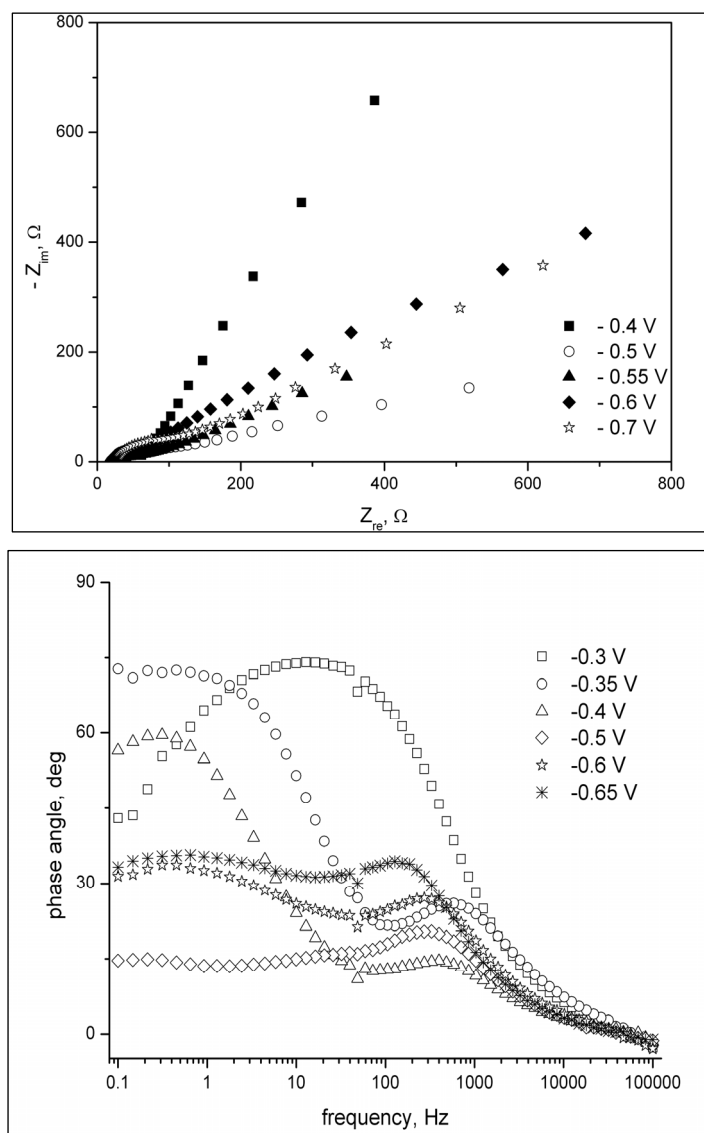 800
600
- Z_im, Ω
400
200
0
0 200 400 600 800
Z_re, Ω
- 0.4 V
- 0.5 V
- 0.55 V
- 0.6 V
- 0.7 V
90
60
phase angle, deg
30
0
0.1 1 10 100 1000 10000 100000
frequency, Hz
-0.3 V
-0.35 V
-0.4 V
-0.5 V
-0.6 V
-0.65 V